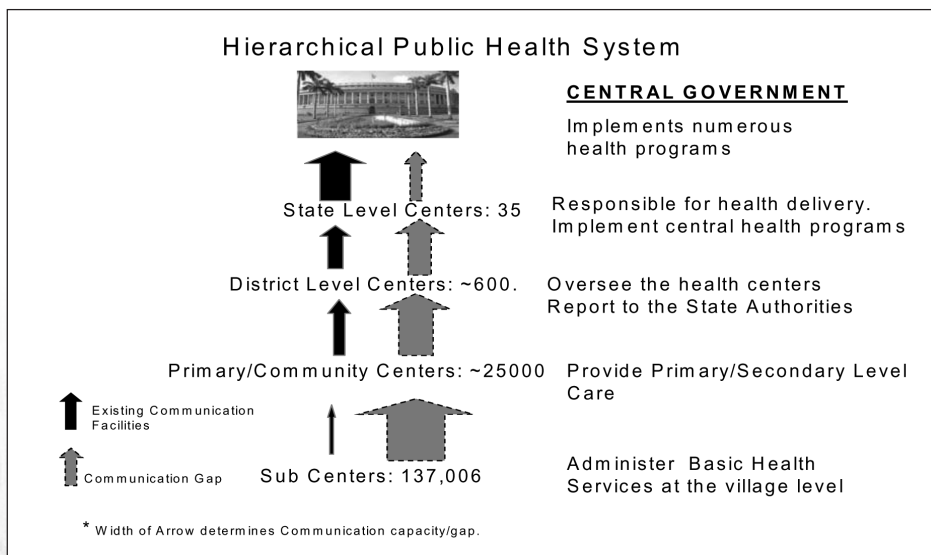 Hierarchical Public Health System
CENTRAL GOVERNMENT
Implements numerous
health programs
State Level Centers: 35
Responsible for health delivery.
Implement central health programs
District Level Centers: ~600.
Oversee the health centers
Report to the State Authorities
Primary/Community Centers: ~25000
Provide Primary/Secondary Level
Care
Existing Communication
Facilities
Communication Gap
Sub Centers: 137,006
Administer Basic Health
Services at the village level
* Width of Arrow determines Communication capacity/gap.